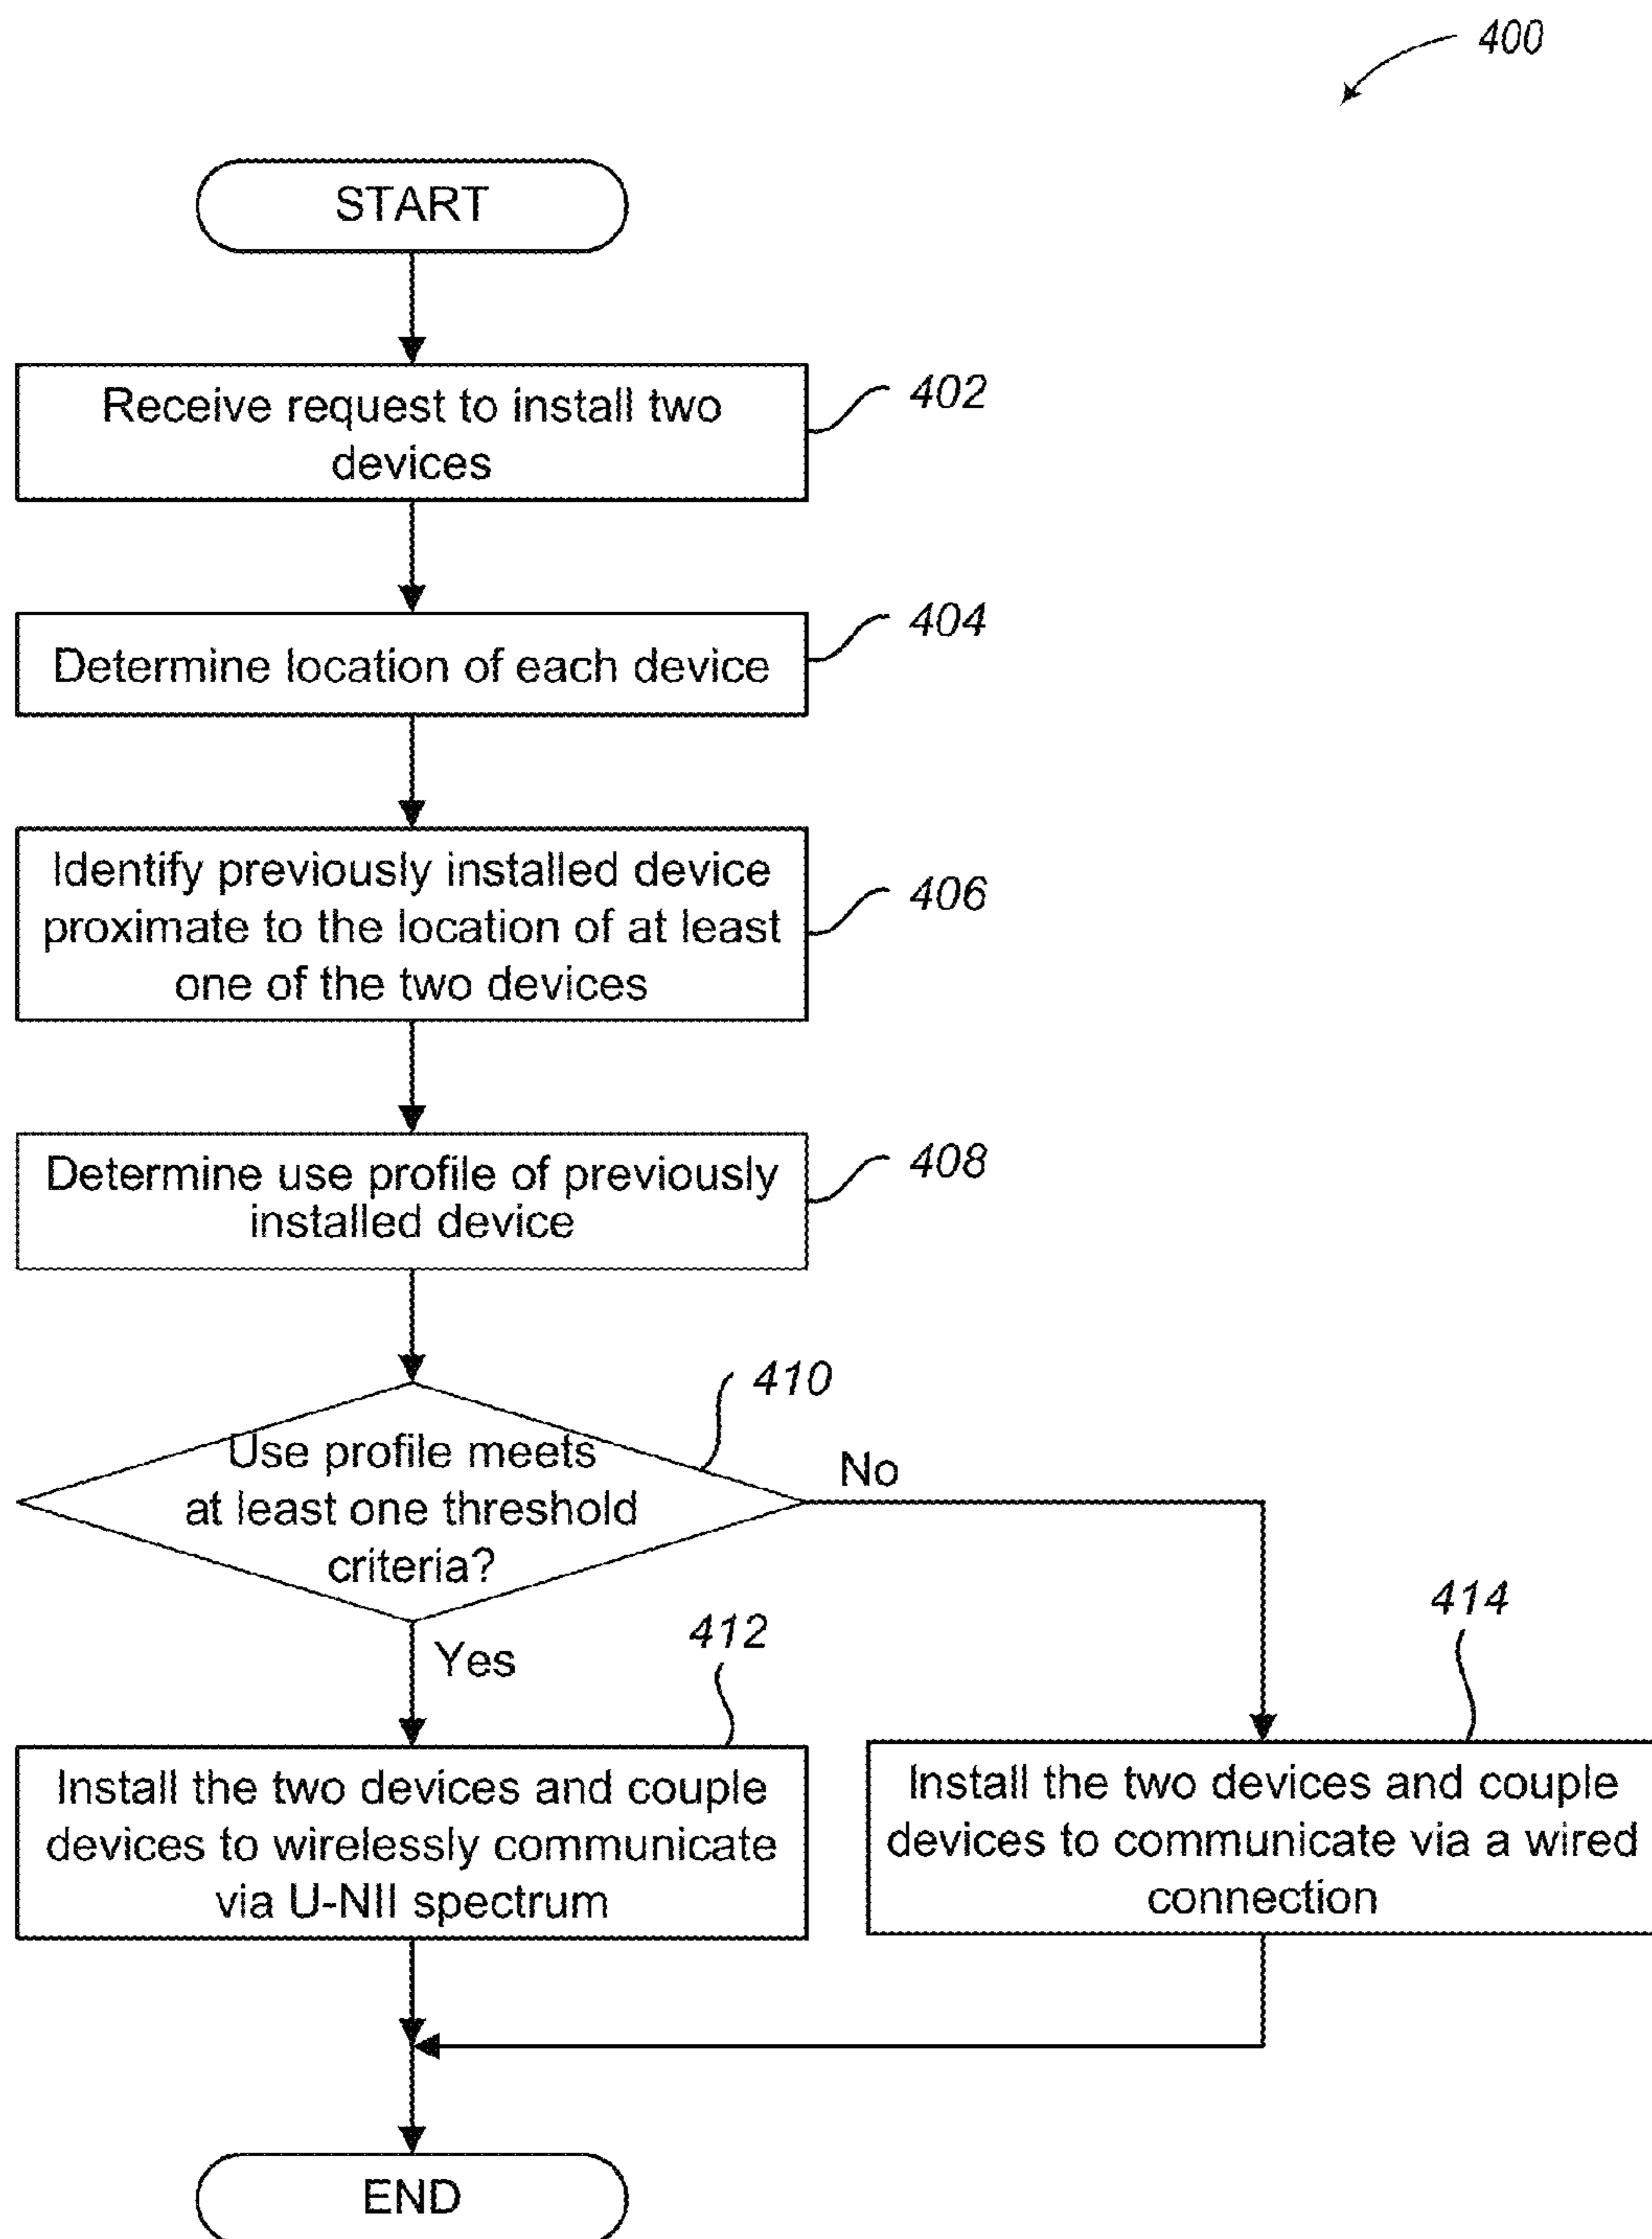 400
START
Receive request to install two
devices
402
Determine location of each device
404
Identify previously installed device
proximate to the location of at least
one of the two devices
406
Determine use profile of previously
installed device
408
Use profile meets
at least one threshold
criteria?
410
No
Yes
412
414
Install the two devices and couple
devices to wirelessly communicate
via U-NII spectrum
Install the two devices and couple
devices to communicate via a wired
connection
END